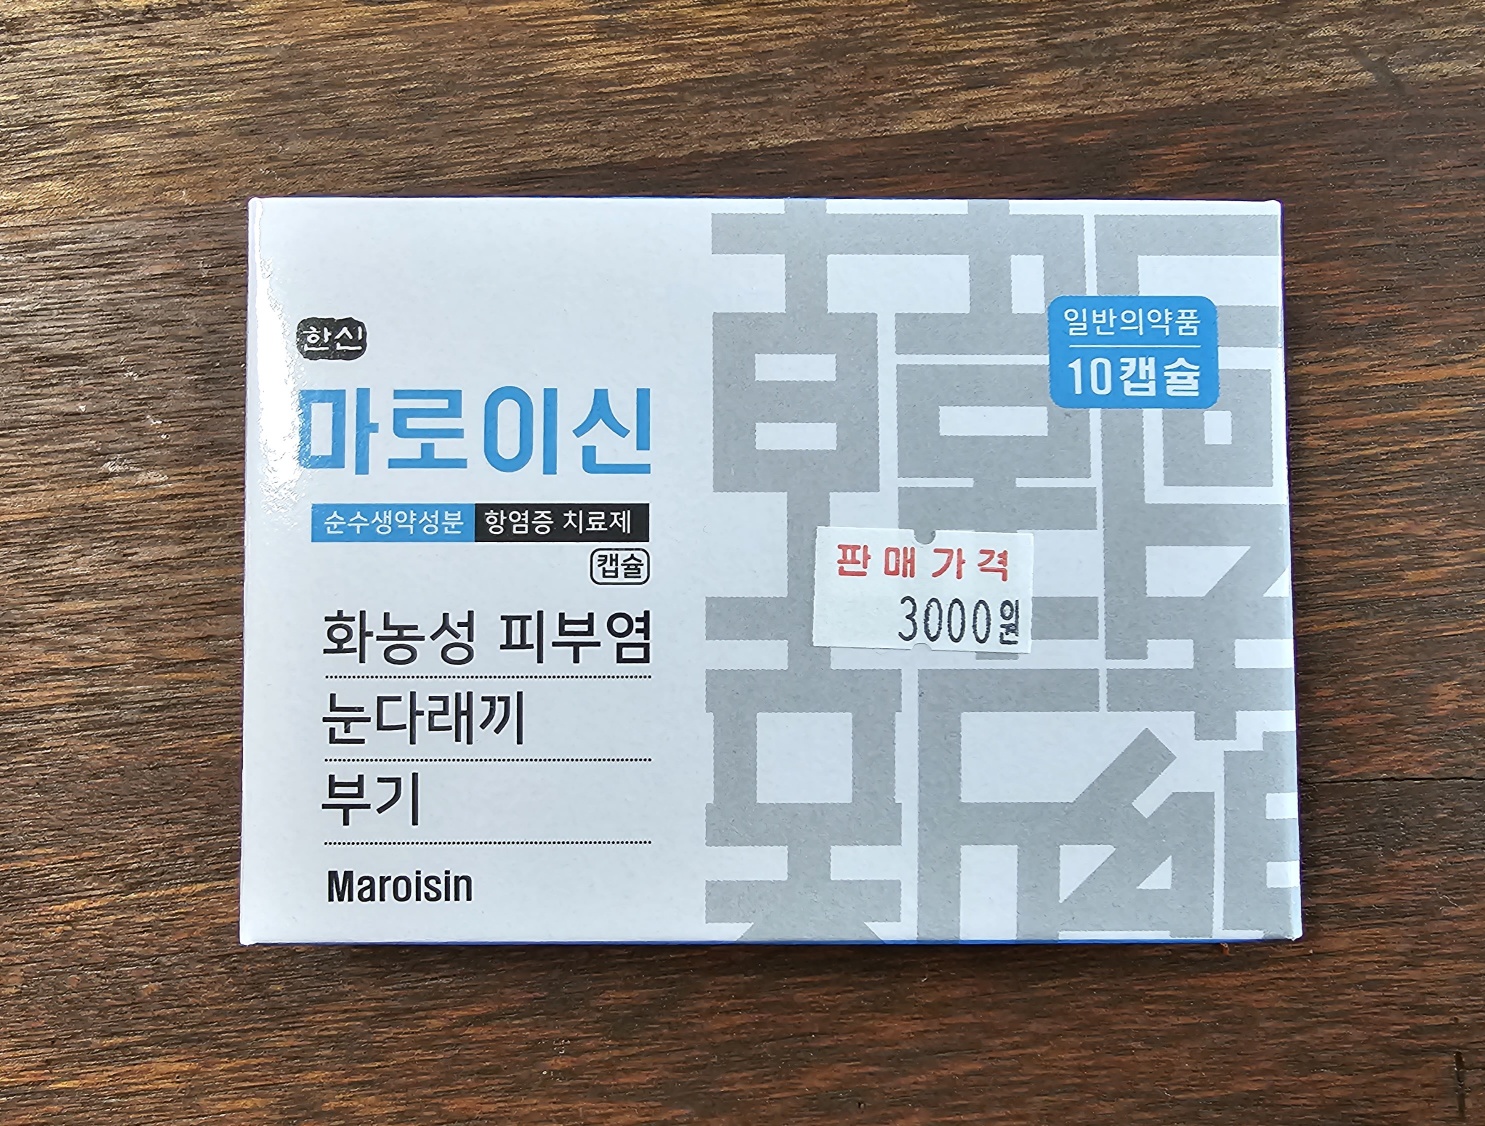 한신
마로이신
순수생약성분 항염증 치료제
캡슐
화농성 피부염
눈다래끼
부기
Maroisin
일반의약품
10캡슐
판매가격
3000원